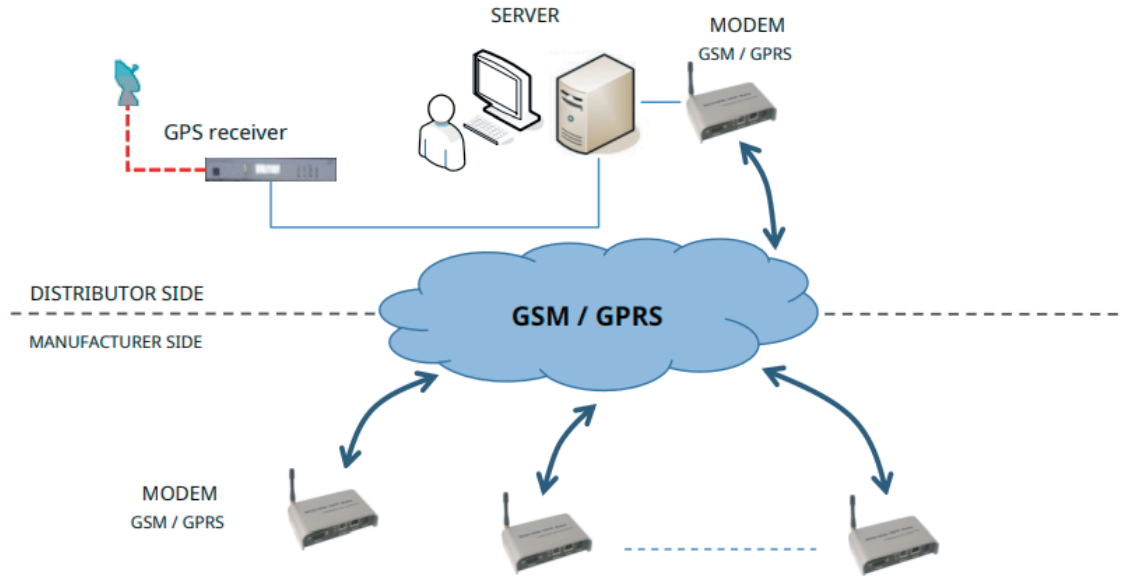 SERVER
MODEM
GSM / GPRS
GPS receiver
DISTRIBUTOR SIDE
GSM / GPRS
MANUFACTURER SIDE
MODEM
GSM / GPRS